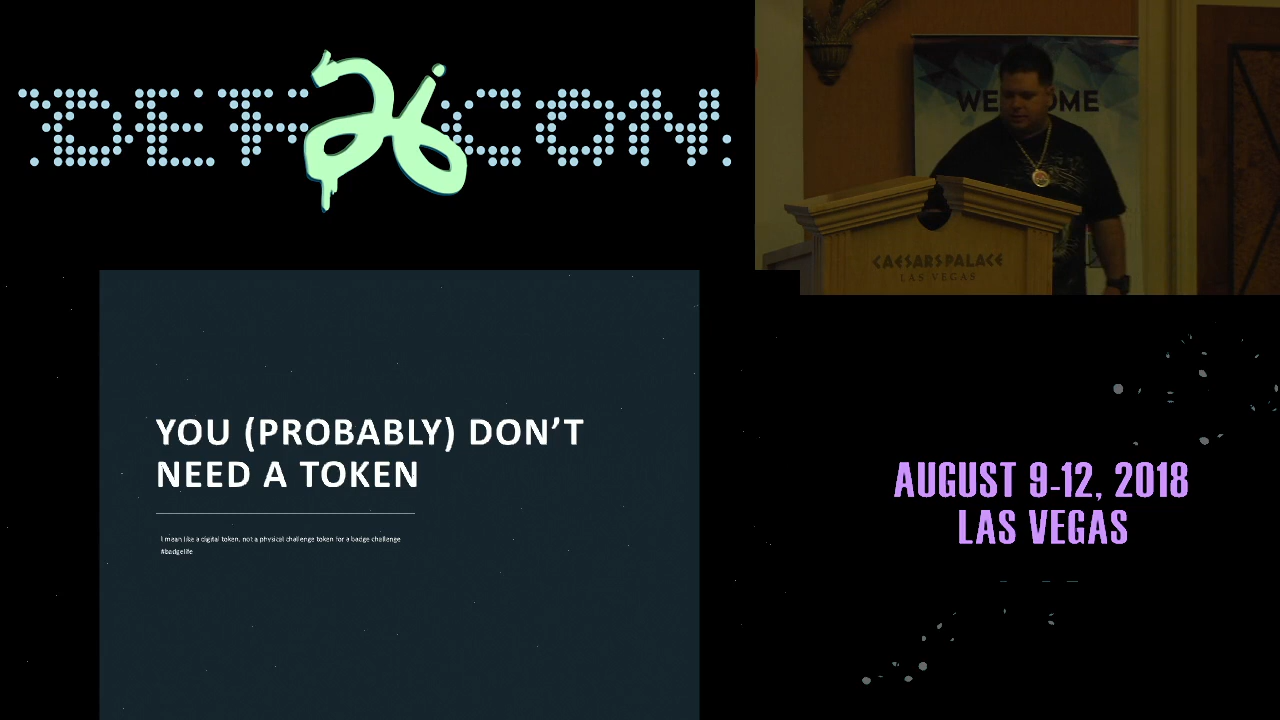 DEF 26 CON.
WELCOME
CAESARS PALACE
LAS VEGAS
YOU (PROBABLY) DON'T
NEED A TOKEN
I mean like a digital token, not a physical challenge token for a badge challenge
#badgelife
AUGUST 9-12, 2018
LAS VEGAS